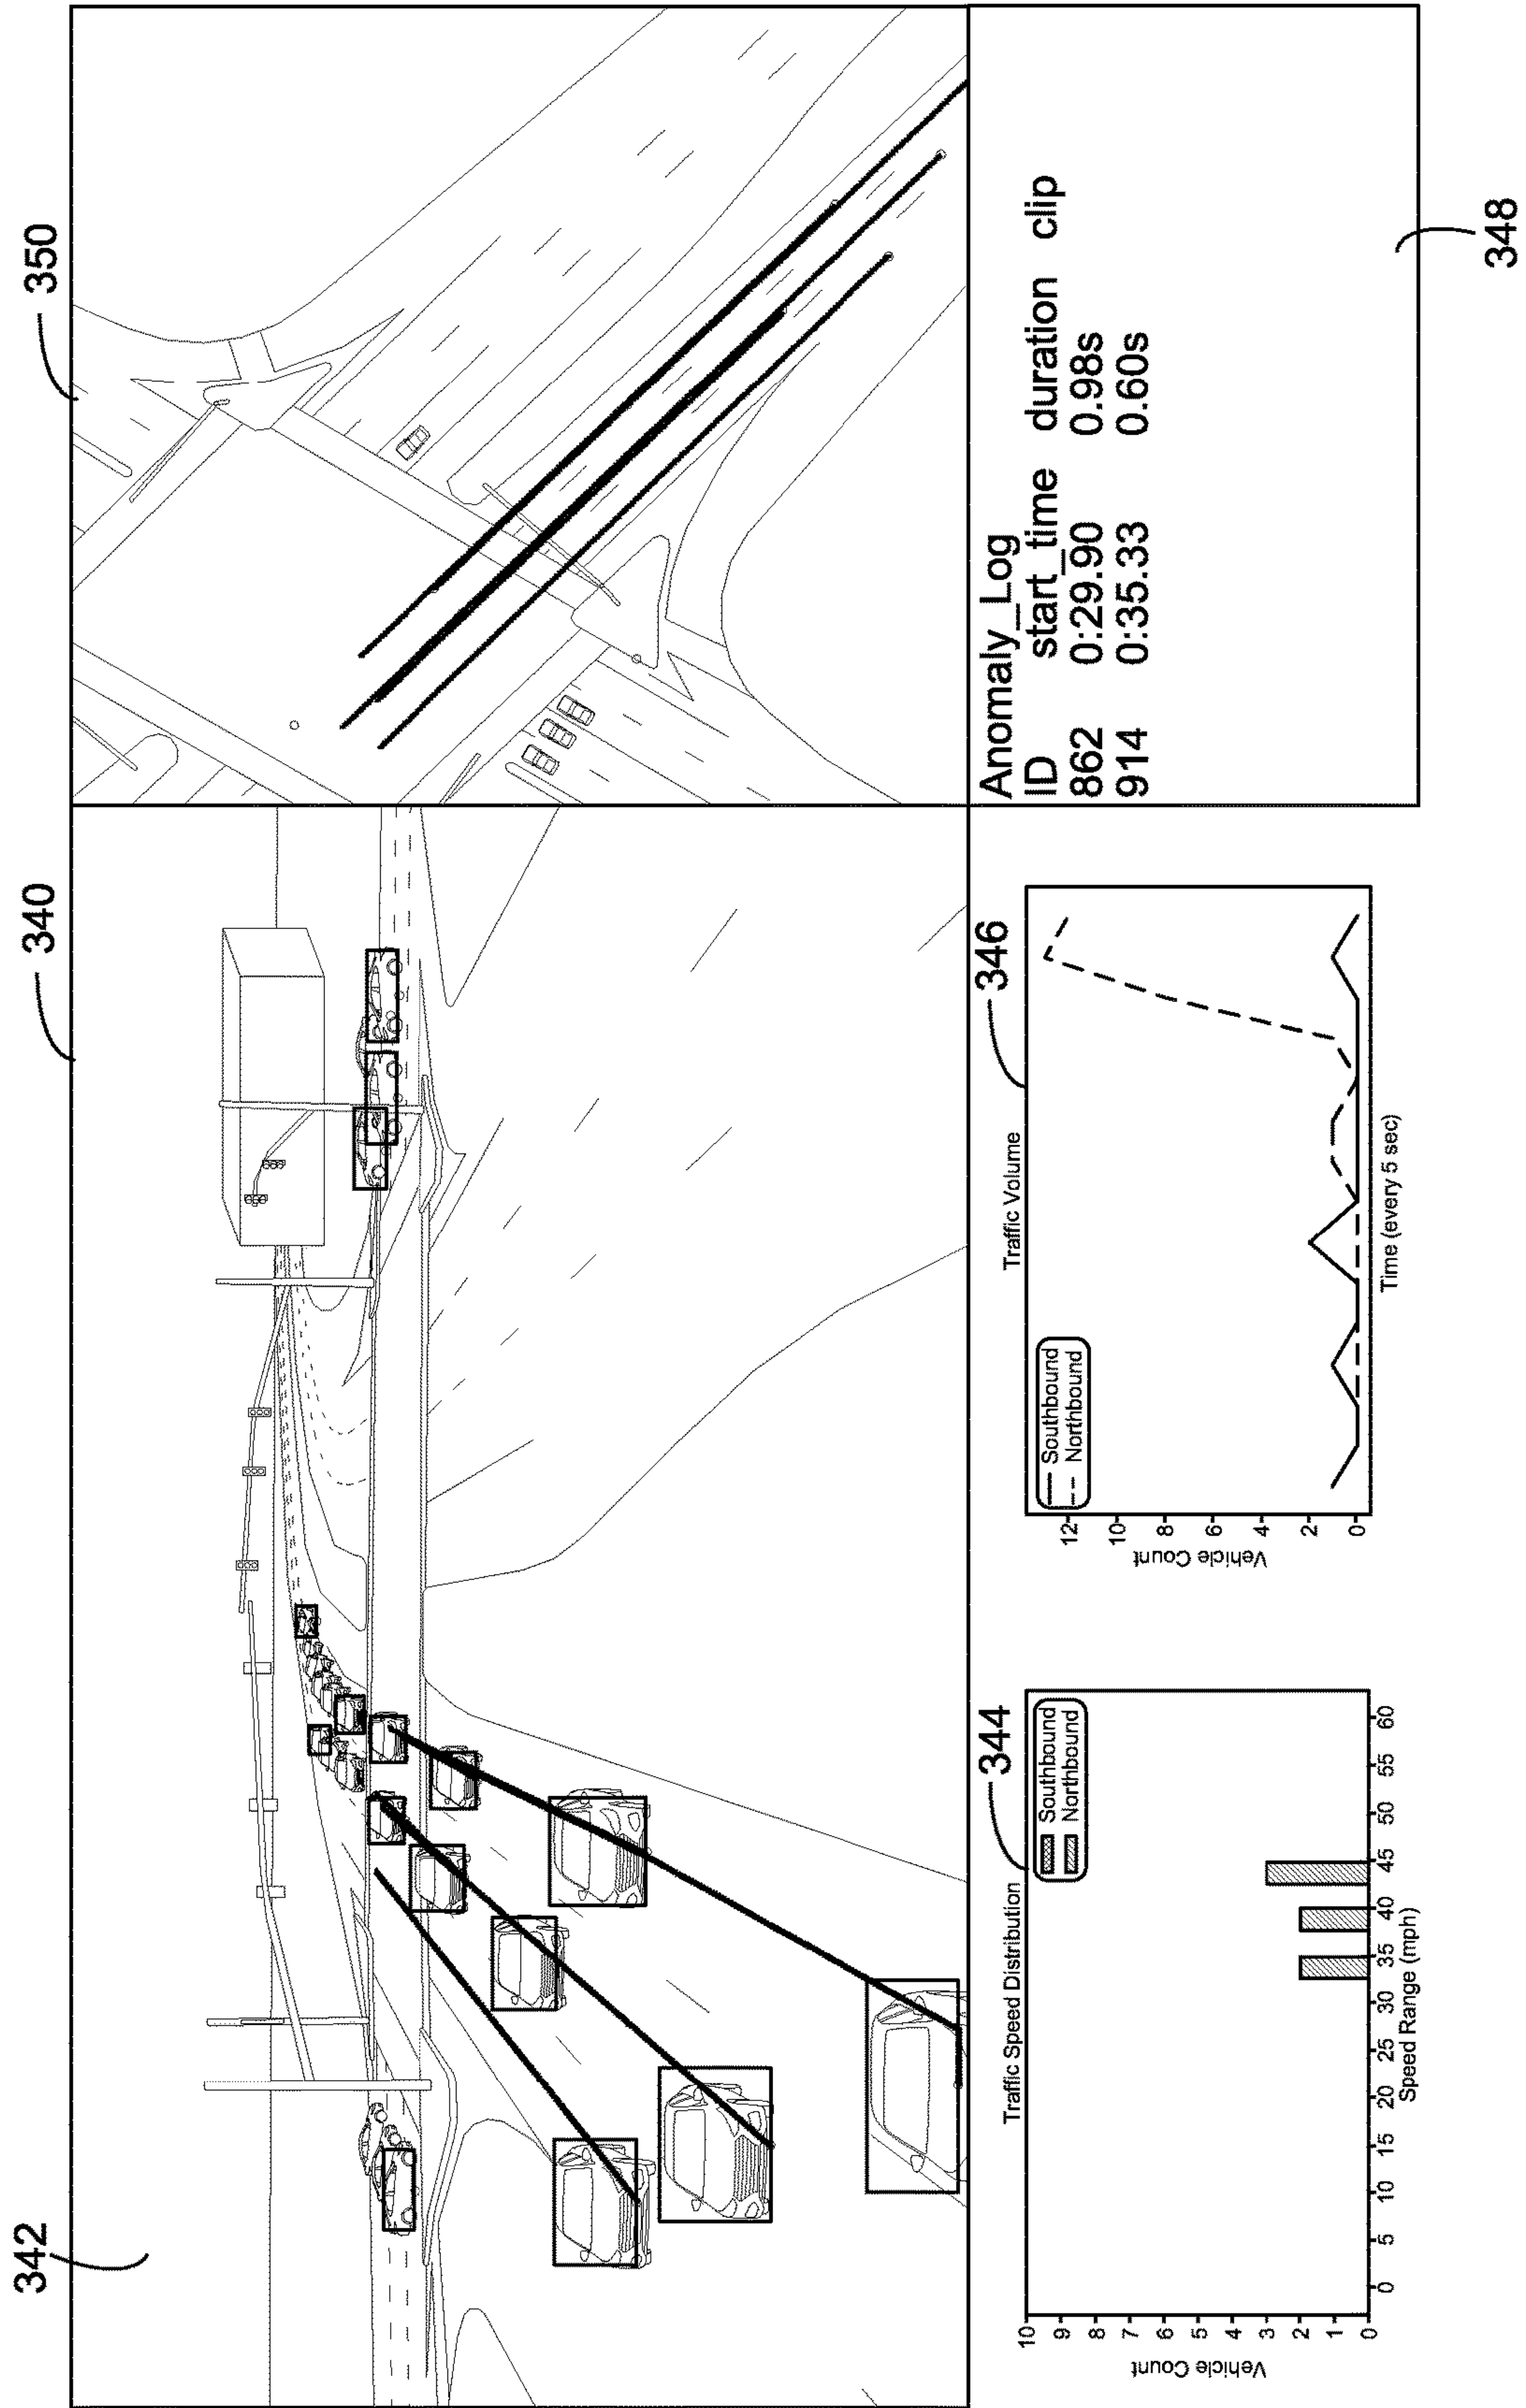 342
340
350
Anomaly_Log
ID start_time duration clip
862 0:29.90 0.98s
914 0:35.33 0.60s
348
344
Traffic Speed Distribution
Southbound
Northbound
Vehicle Count
10
9
8
7
6
5
4
3
2
1
0
0 5 10 15 20 25 30 35 40 45 50 55 60
Speed Range (mph)
346
Traffic Volume
Southbound
Northbound
Vehicle Count
12
10
8
6
4
2
0
Time (every 5 sec)